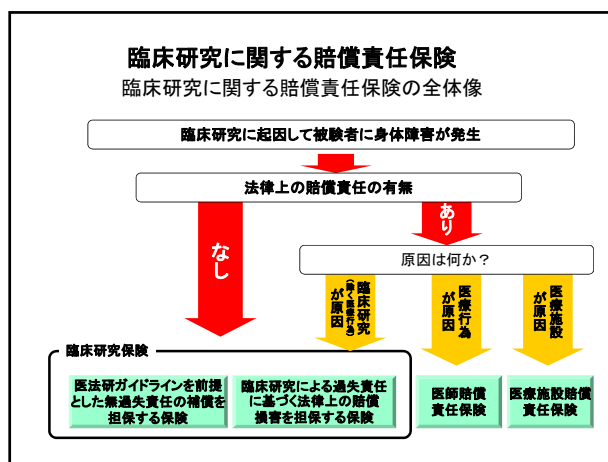 臨床研究に関する賠償責任保険
臨床研究に関する賠償責任保険の全体像
臨床研究に起因して被験者に身体障害が発生
法律上の賠償責任の有無
なし
あり
原因は何か？
臨床研究
（除く医療行為）
が原因
医療行為
が原因
医療施設
が原因
臨床研究保険
医法研ガイドラインを前提
とした無過失責任の補償を
担保する保険
臨床研究による過失責任
に基づく法律上の賠償
損害を担保する保険
医師賠償
責任保険
医療施設賠償
責任保険